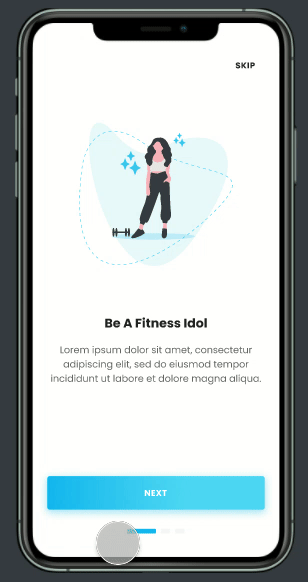 SKIP
Be A Fitness Idol
Lorem ipsum dolor sit amet, consectetur
adipiscing elit, sed do eiusmod tempor
incididunt ut labore et dolore magna aliqua.
NEXT